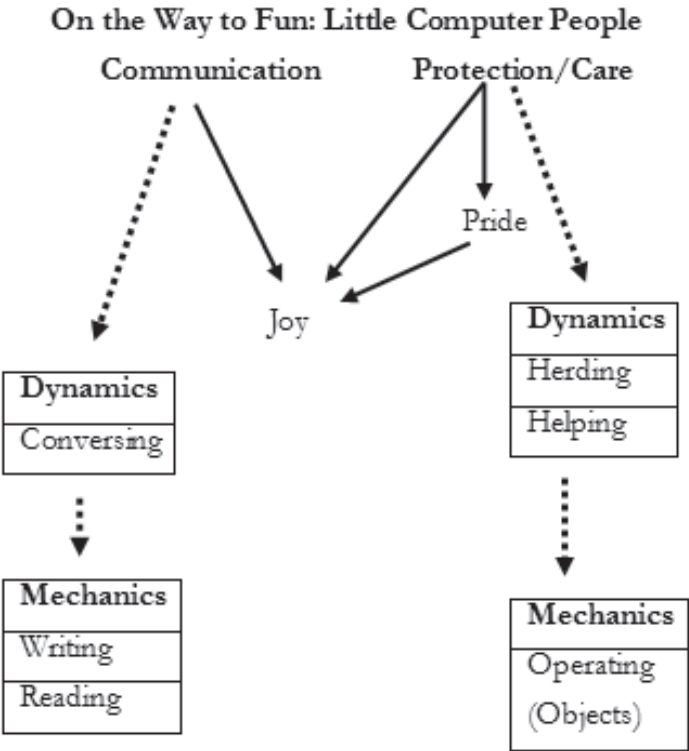 On the Way to Fun: Little Computer People
Communication
Protection/Care
Pride
Joy
Dynamics
Conversing
Mechanics
Writing
Reading
Dynamics
Herding
Helping
Mechanics
Operating
(Objects)